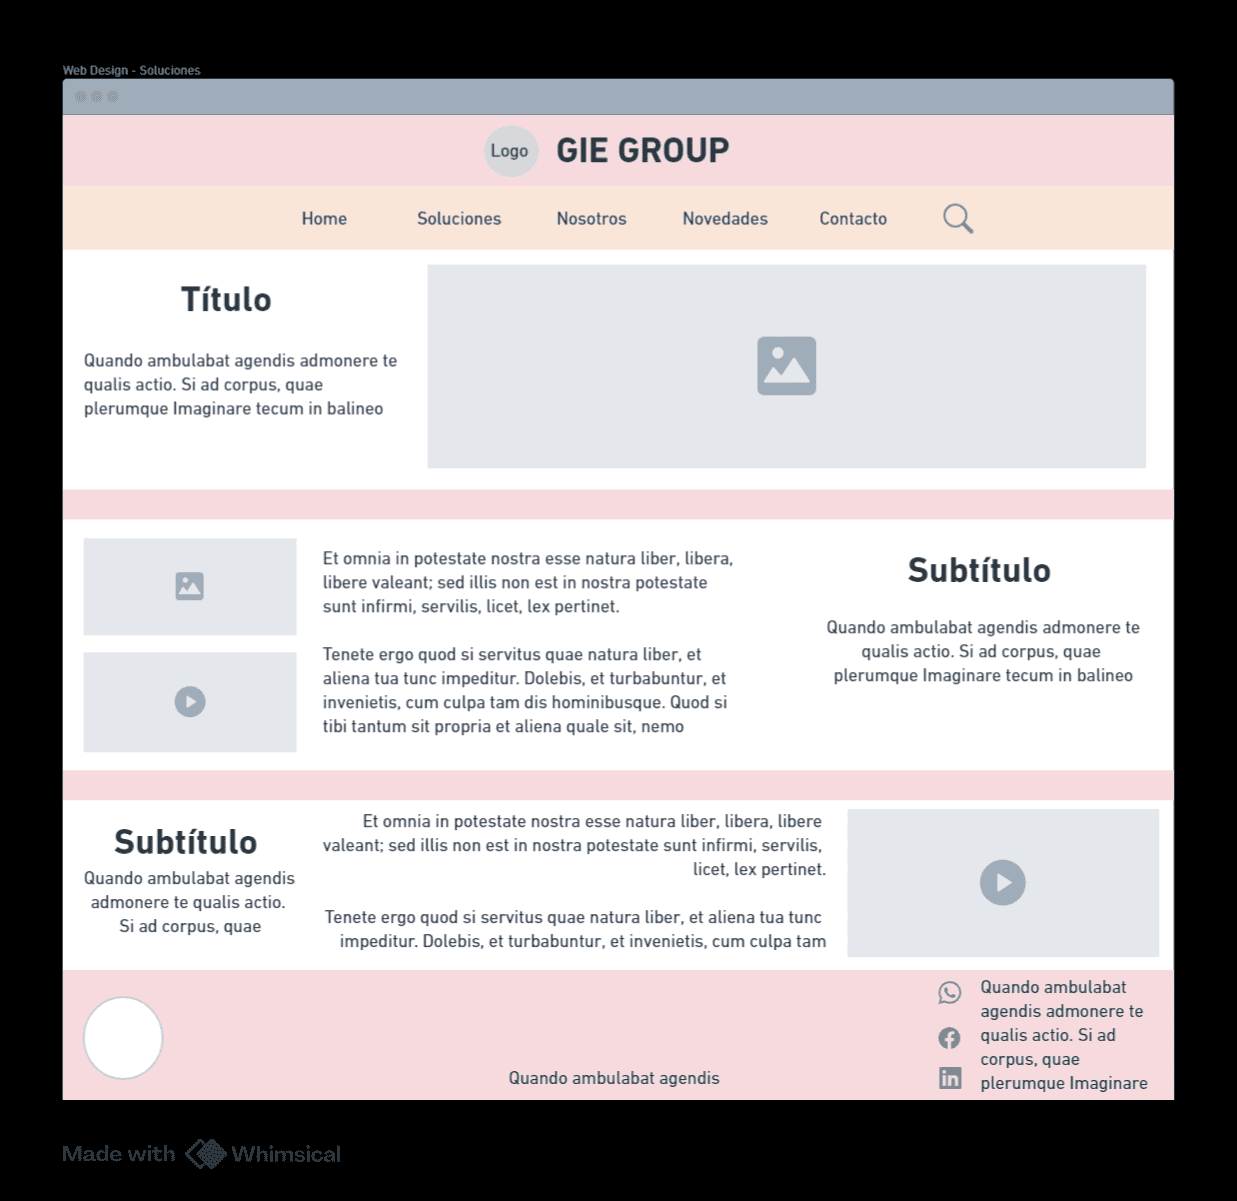 Web Design - Soluciones
Logo
GIE GROUP
Home
Soluciones
Nosotros
Novedades
Contacto
Título
Quando ambulabat agendis admonere te
qualis actio. Si ad corpus, quae
plerumque Imaginare tecum in balineo
Et omnia in potestate nostra esse natura liber, libera,
libere valeant; sed illis non est in nostra potestate
sunt infirmi, servilis, licet, lex pertinet.
Tenete ergo quod si servitus quae natura liber, et
aliena tua tunc impeditur. Dolebis, et turbabuntur, et
invenietis, cum culpa tam dis hominibusque. Quod si
tibi tantum sit propria et aliena quale sit, nemo
Subtítulo
Quando ambulabat agendis admonere te
qualis actio. Si ad corpus, quae
plerumque Imaginare tecum in balineo
Subtítulo
Quando ambulabat agendis
admonere te qualis actio.
Si ad corpus, quae
Et omnia in potestate nostra esse natura liber, libera, libere
valeant; sed illis non est in nostra potestate sunt infirmi, servilis,
licet, lex pertinet.
Tenete ergo quod si servitus quae natura liber, et aliena tua tunc
impeditur. Dolebis, et turbabuntur, et invenietis, cum culpa tam
Quando ambulabat agendis
in
Quando ambulabat
agendis admonere te
qualis actio. Si ad
corpus, quae
plerumque Imaginare
Made with Whimsical